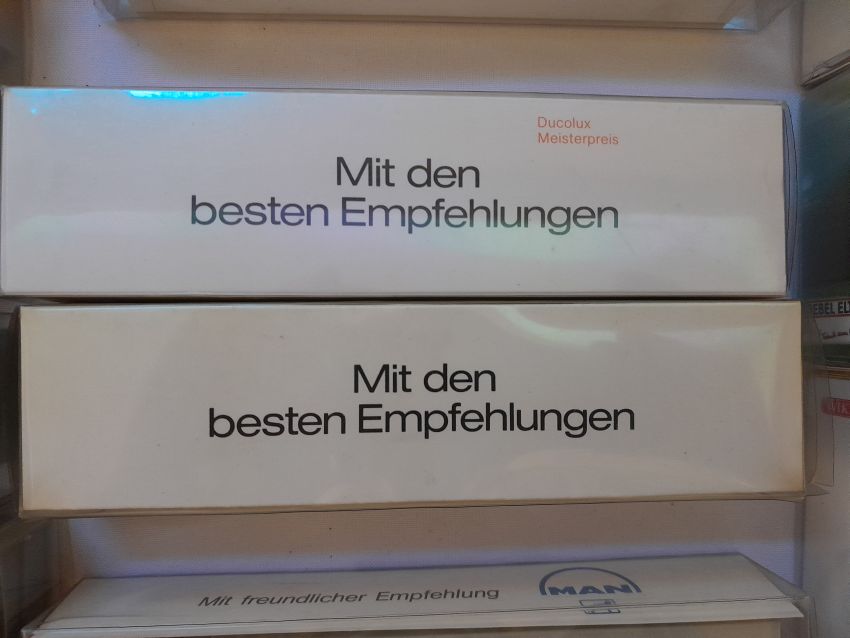 Ducolux
Meisterpreis
Mit den
besten Empfehlungen
Mit den
besten Empfehlungen
Mit freundlicher Empfehlung
MAN